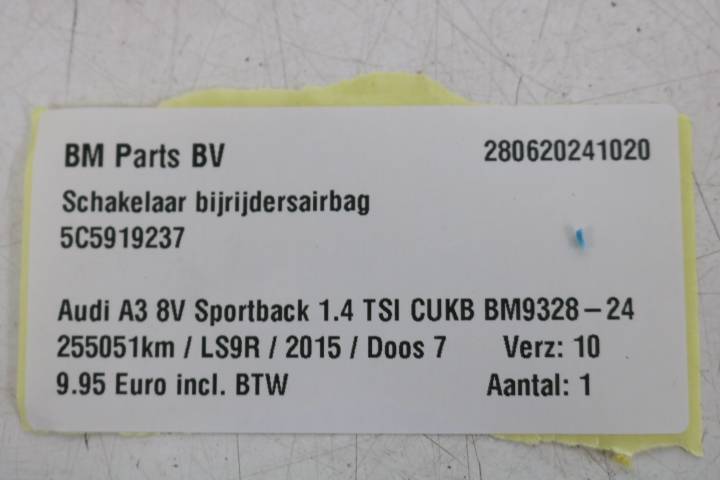 BM Parts BV 280620241020
Schakelaar bijrijdersairbag
5C5919237
Audi A3 8V Sportback 1.4 TSI CUKB BM9328-24
255051km / LS9R / 2015 / Doos 7 Verz: 10
9.95 Euro incl. BTW Aantal: 1